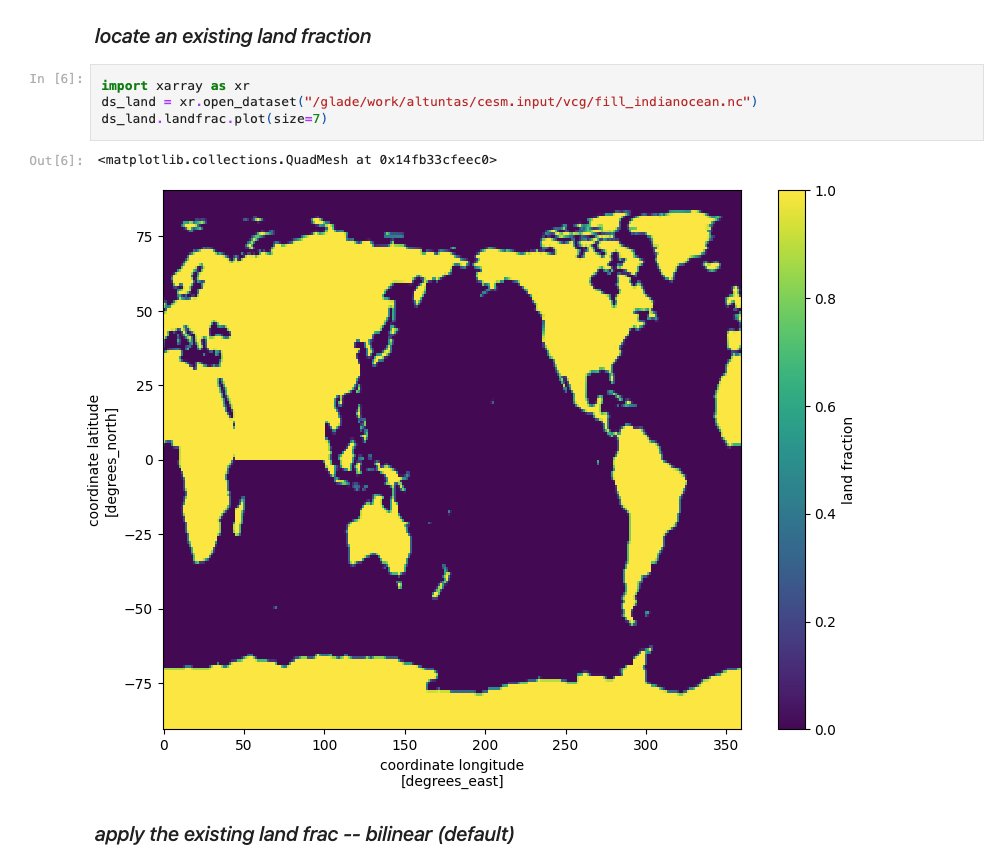 locate an existing land fraction
In [6]:
import xarray as xr
ds_land = xr.open_dataset("/glade/work/altuntas/cesm.input/vcg/fill_indianocean.nc")
ds_land.landfrac.plot(size=7)
Out[6]: <matplotlib.collections.QuadMesh at 0x14fb33cfeec0>
75
50
25
0
−25
−50
−75
coordinate latitude
[degrees_north]
0 50 100 150 200 250 300 350
coordinate longitude
[degrees_east]
1.0
0.8
0.6
0.4
0.2
0.0
land fraction
apply the existing land frac -- bilinear (default)